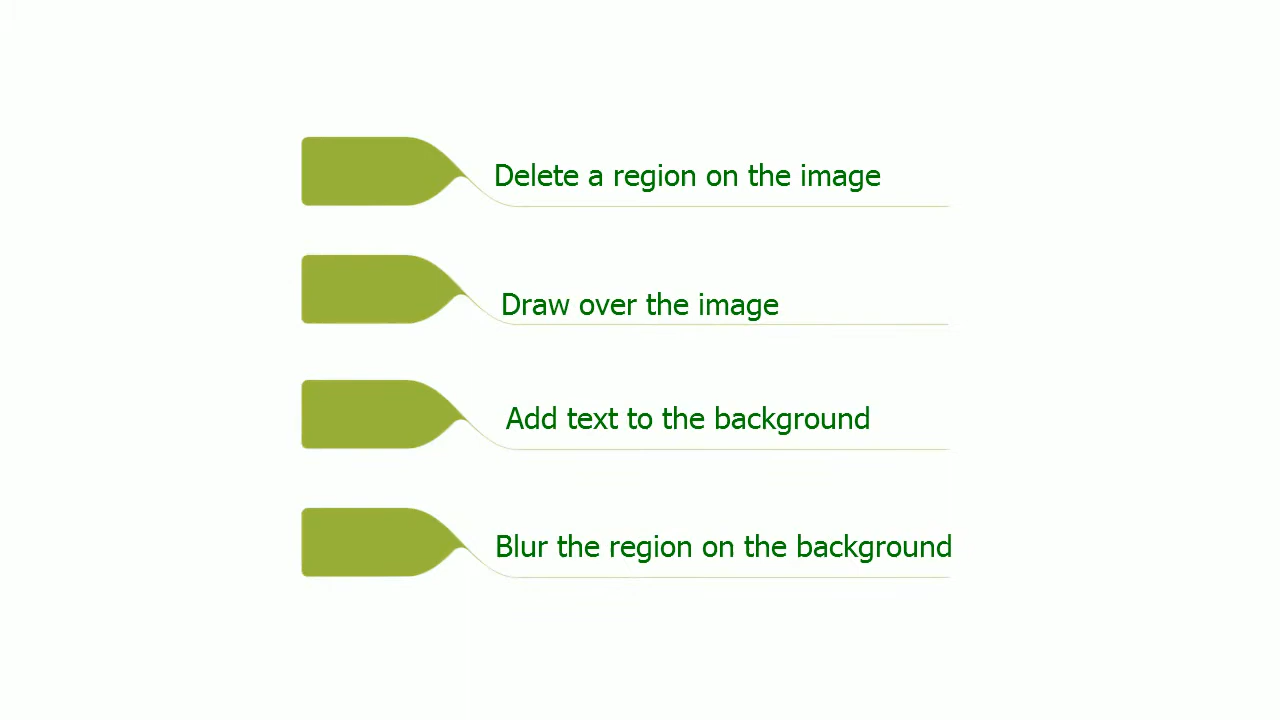 Delete a region on the image
Draw over the image
Add text to the background
Blur the region on the background